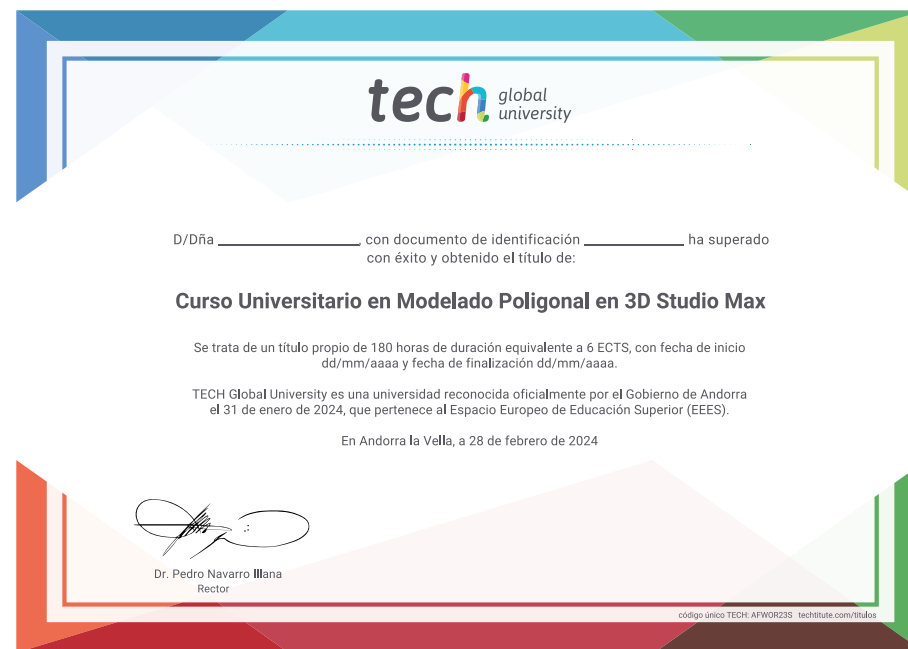 tech global university
D/Dña ________________, con documento de identificación ____________ ha superado
con éxito y obtenido el título de:
Curso Universitario en Modelado Poligonal en 3D Studio Max
Se trata de un título propio de 180 horas de duración equivalente a 6 ECTS, con fecha de inicio
dd/mm/aaaa y fecha de finalización dd/mm/aaaa.
TECH Global University es una universidad reconocida oficialmente por el Gobierno de Andorra
el 31 de enero de 2024, que pertenece al Espacio Europeo de Educación Superior (EEES).
En Andorra la Vella, a 28 de febrero de 2024
Dr. Pedro Navarro Illana
Rector
código único TECH: AFWOR23S techtitute.com/titulos